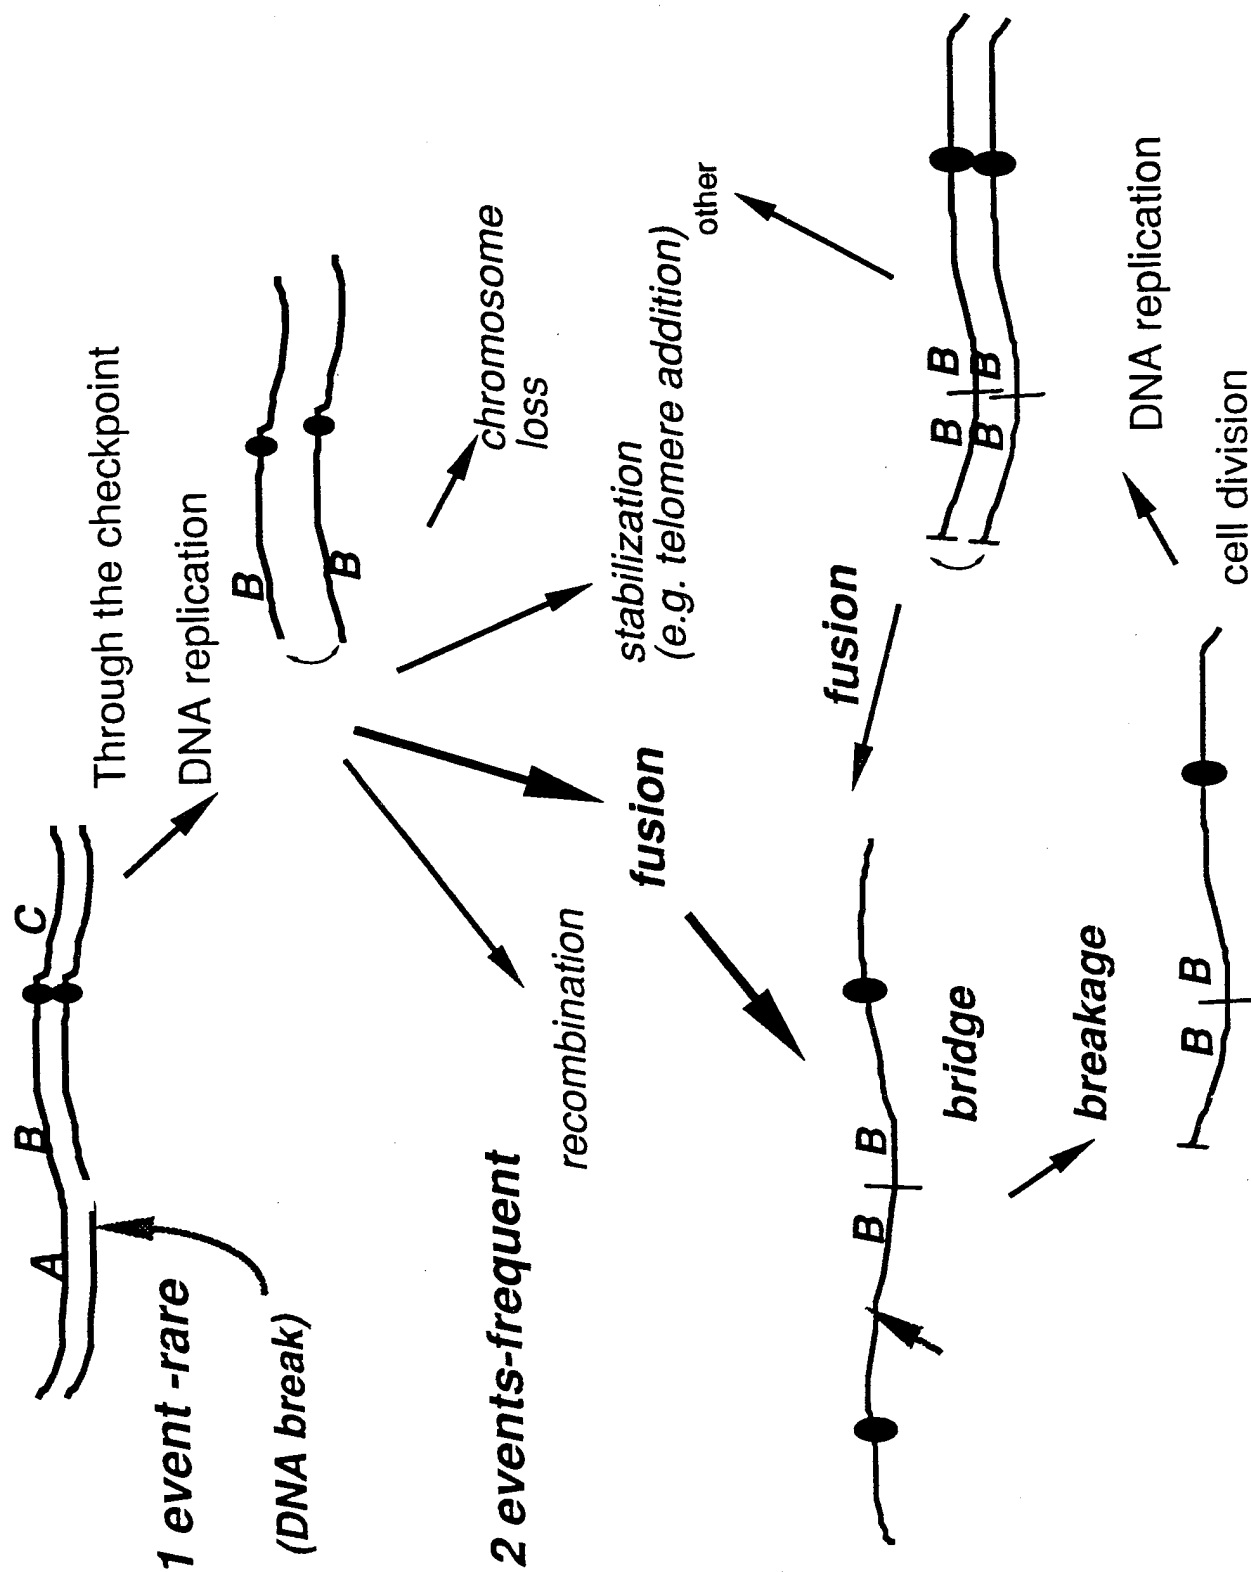 A
B
C
1 event -rare
(DNA break)
Through the checkpoint
DNA replication
B
B
2 events-frequent
recombination
fusion
chromosome
loss
stabilization
(e.g. telomere addition)
other
B
B
bridge
fusion
B
B
B
B
breakage
DNA replication
B
B
cell division